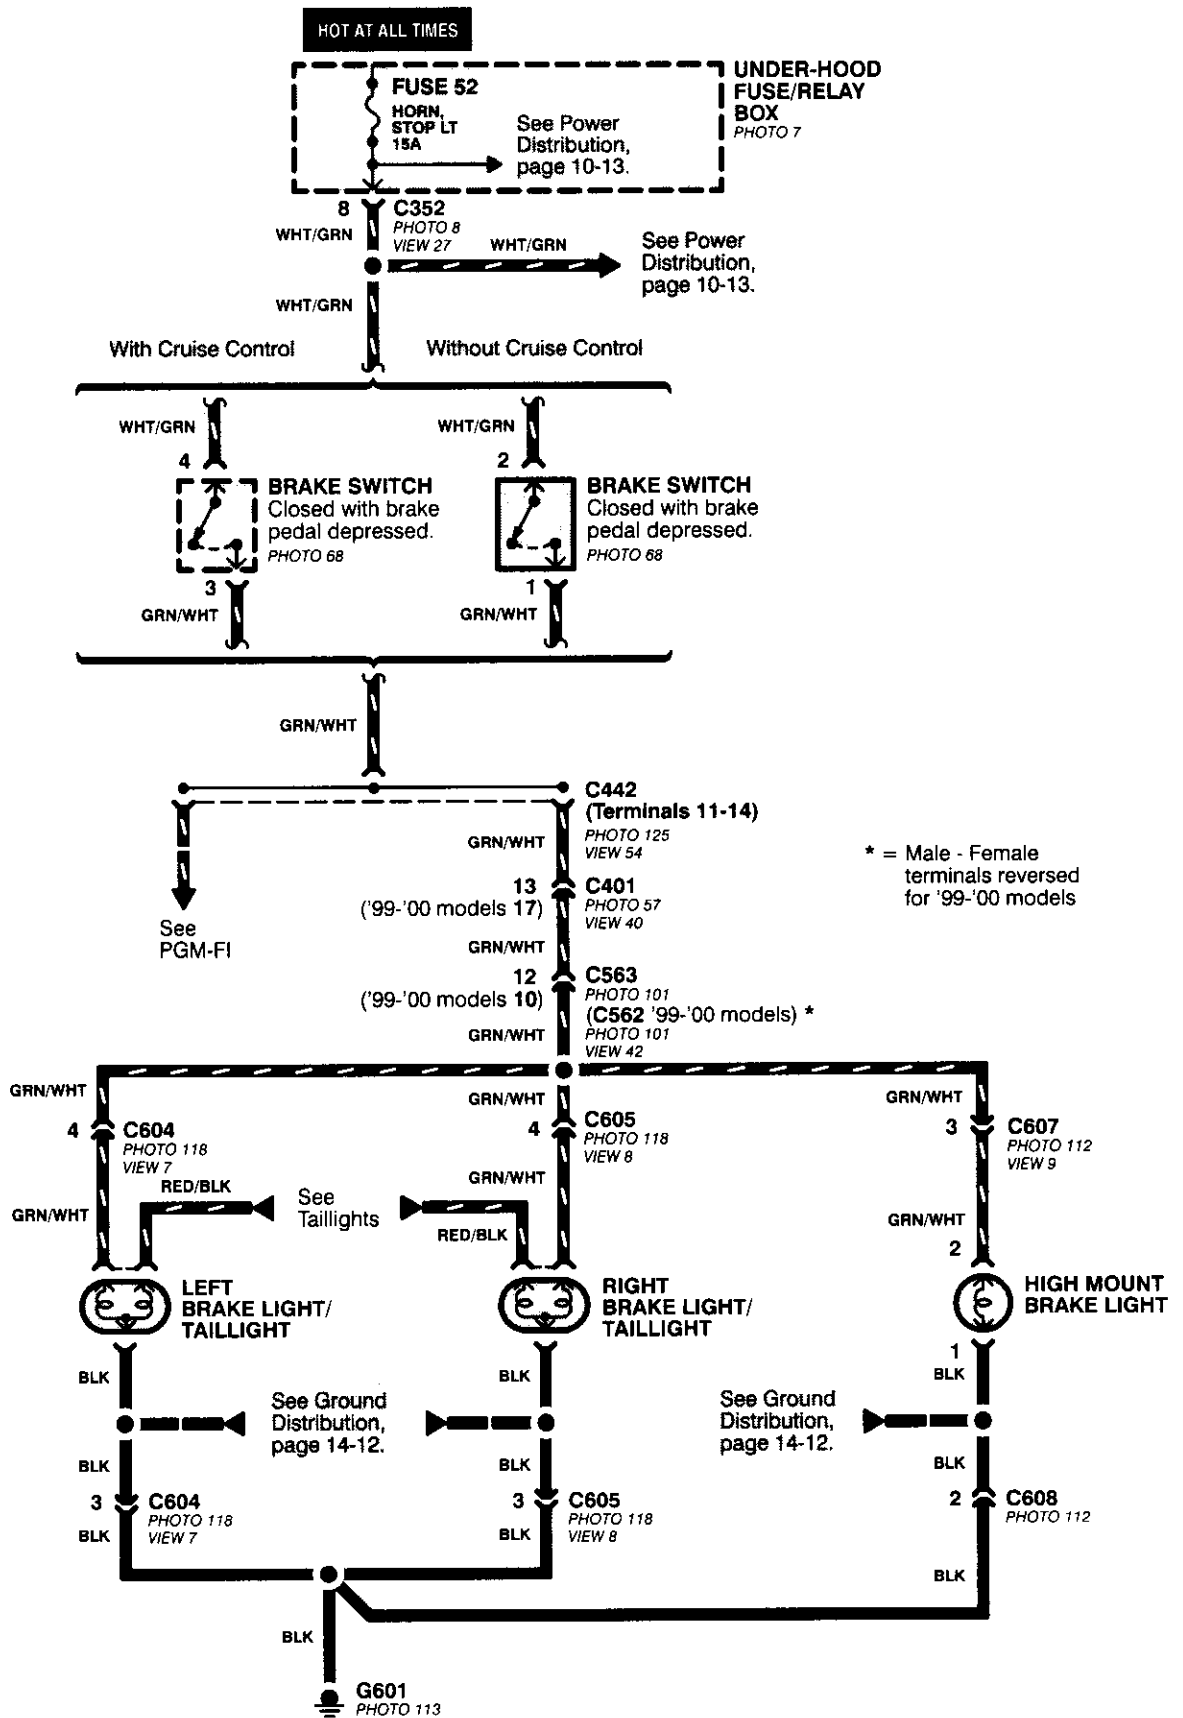 HOT AT ALL TIMES
UNDER-HOOD
FUSE/RELAY
BOX
PHOTO 7
FUSE 52
HORN,
STOP LT
15A
See Power
Distribution,
page 10-13.
8
C352
PHOTO 8
VIEW 27
WHT/GRN
WHT/GRN
See Power
Distribution,
page 10-13.
WHT/GRN
With Cruise Control
Without Cruise Control
WHT/GRN
4
BRAKE SWITCH
Closed with brake
pedal depressed.
PHOTO 68
3
GRN/WHT
WHT/GRN
2
BRAKE SWITCH
Closed with brake
pedal depressed.
PHOTO 68
1
GRN/WHT
GRN/WHT
C442
(Terminals 11-14)
PHOTO 125
VIEW 54
GRN/WHT
See
PGM-FI
* = Male - Female
terminals reversed
for '99-'00 models
13
('99-'00 models 17)
C401
PHOTO 57
VIEW 40
GRN/WHT
12
('99-'00 models 10)
C563
PHOTO 101
(C562 '99-'00 models) *
PHOTO 101
VIEW 42
GRN/WHT
GRN/WHT
GRN/WHT
GRN/WHT
4
C604
PHOTO 118
VIEW 7
4
C605
PHOTO 118
VIEW 8
3
C607
PHOTO 112
VIEW 9
GRN/WHT
RED/BLK
See
Taillights
RED/BLK
GRN/WHT
GRN/WHT
2
LEFT
BRAKE LIGHT/
TAILLIGHT
RIGHT
BRAKE LIGHT/
TAILLIGHT
HIGH MOUNT
BRAKE LIGHT
1
BLK
BLK
BLK
See Ground
Distribution,
page 14-12.
See Ground
Distribution,
page 14-12.
BLK
BLK
BLK
3
C604
PHOTO 118
VIEW 7
3
C605
PHOTO 118
VIEW 8
2
C608
PHOTO 112
BLK
BLK
BLK
BLK
G601
PHOTO 113